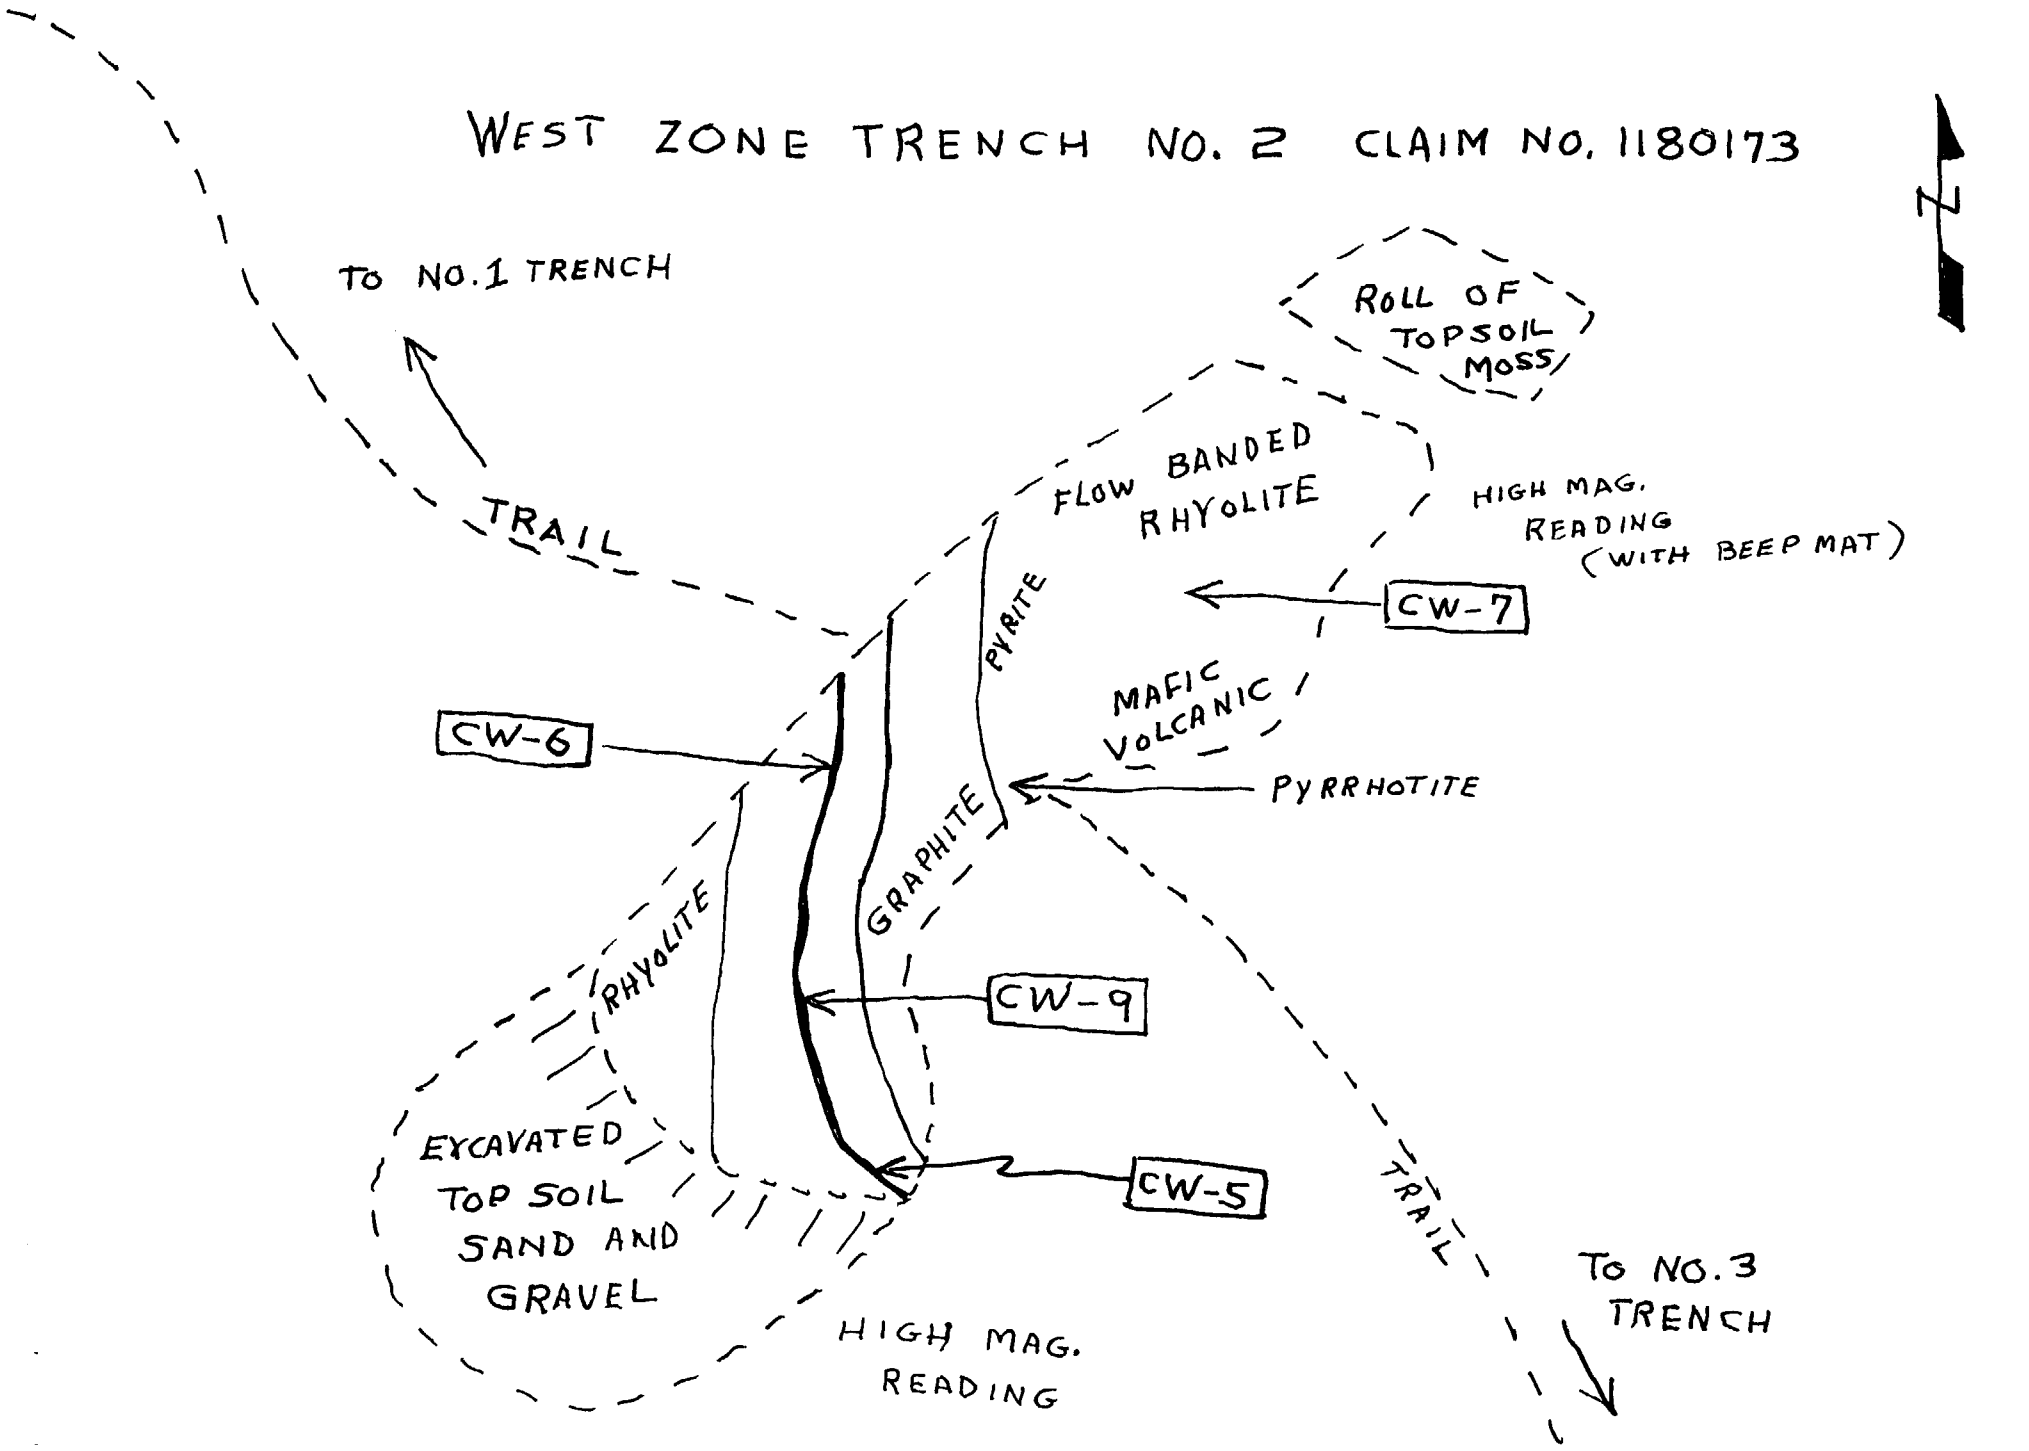 WEST ZONE TRENCH NO. 2 CLAIM NO. 1180173
N
TO NO.1 TRENCH
ROLL OF
TOPSOIL
MOSS
FLOW BANDED
RHYOLITE
HIGH MAG.
READING
(WITH BEEP MAT)
TRAIL
PYRITE
CW-7
MAFIC
VOLCANIC
CW-6
PYRRHOTITE
GRAPHITE
RHYOLITE
CW-9
EXCAVATED
TOP SOIL
SAND AND
GRAVEL
CW-5
TRAIL
TO NO.3
TRENCH
HIGH MAG.
READING